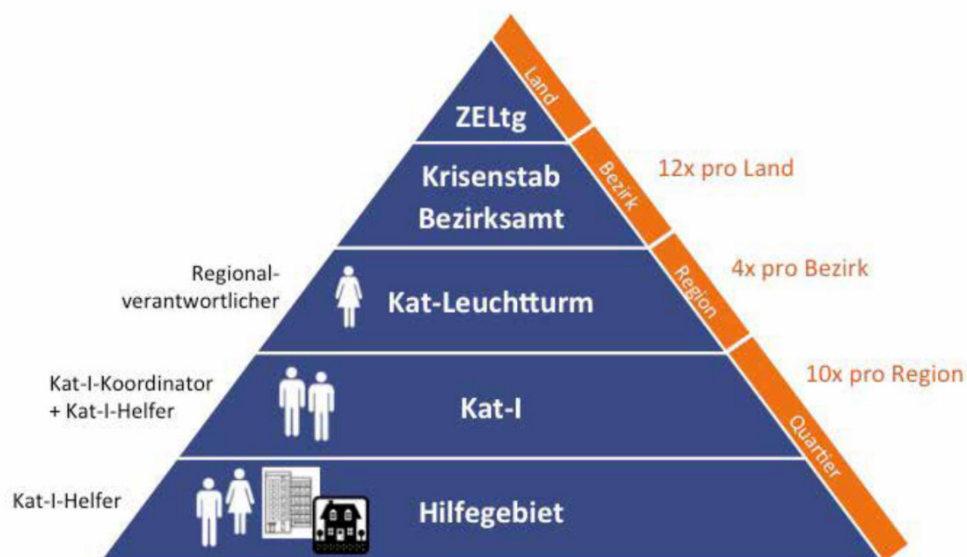 Land
ZELtg
Bezirk
12x pro Land
Krisenstab
Bezirksamt
Region
4x pro Bezirk
Regional-
verantwortlicher
Kat-Leuchtturm
Quartier
10x pro Region
Kat-I-Koordinator
+ Kat-I-Helfer
Kat-I
Kat-I-Helfer
Hilfegebiet